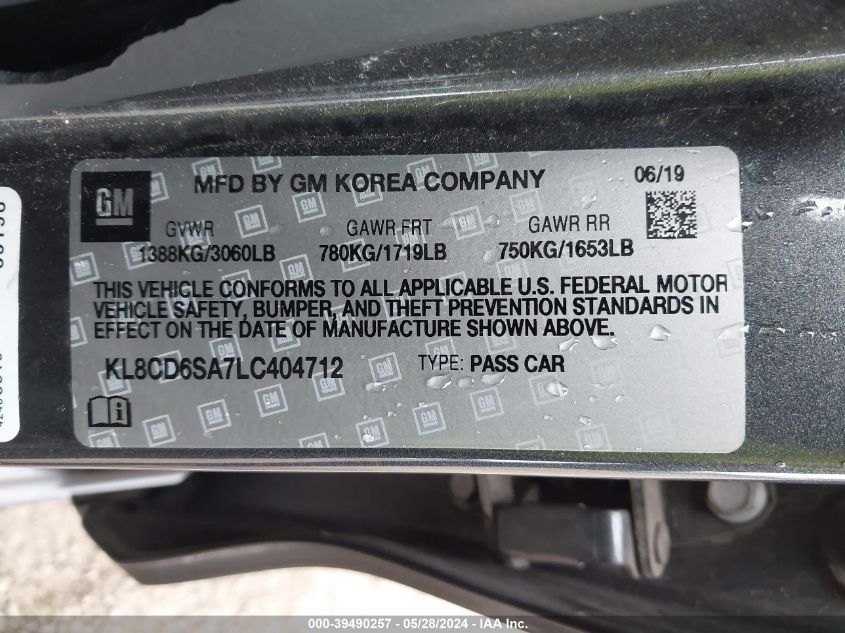 GM
MFD BY GM KOREA COMPANY 06/19
GVWR GAWR FRT GAWR RR
1388KG/3060LB 780KG/1719LB 750KG/1653LB
THIS VEHICLE CONFORMS TO ALL APPLICABLE U.S. FEDERAL MOTOR
VEHICLE SAFETY, BUMPER, AND THEFT PREVENTION STANDARDS IN
EFFECT ON THE DATE OF MANUFACTURE SHOWN ABOVE.
KL8CD6SA7LC404712 TYPE: PASS CAR
000-39490257 - 05/28/2024 - IAA Inc.